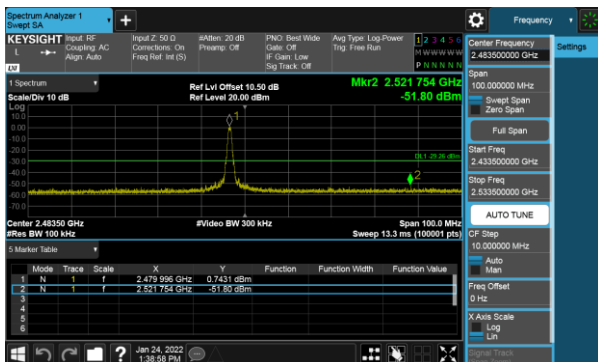 Spectrum Analyzer 1
Swept SA
Frequency
KEYSIGHT
L
LXI
Input: RF
Coupling: AC
Align: Auto
Input Z: 50 Ω
Corrections: On
Freq Ref: Int (S)
#Atten: 20 dB
Preamp: Off
PNO: Best Wide
Gate: Off
IF Gain: Low
Sig Track: Off
Avg Type: Log-Power
Trig: Free Run
1 2 3 4 5 6
M W W W W W
P N N N N N
1 Spectrum
Scale/Div 10 dB
Ref Lvl Offset 10.50 dB
Ref Level 20.00 dBm
Mkr2 2.521 754 GHz
-51.80 dBm
Log
10.0
0.00
-10.0
-20.0
-30.0
-40.0
-50.0
-60.0
-70.0
1
DL1 -29.26 dBm
2
Center 2.48350 GHz
#Res BW 100 kHz
#Video BW 300 kHz
Span 100.0 MHz
Sweep 13.3 ms (100001 pts)
5 Marker Table
Mode Trace Scale X Y Function Function Width Function Value
1 N 1 f 2.479 996 GHz 0.7431 dBm
2 N 1 f 2.521 754 GHz -51.80 dBm
3
4
5
6
Jan 24, 2022
1:38:58 PM
Center Frequency
2.483500000 GHz
Settings
Span
100.000000 MHz
Swept Span
Zero Span
Full Span
Start Freq
2.433500000 GHz
Stop Freq
2.533500000 GHz
AUTO TUNE
CF Step
10.000000 MHz
Auto
Man
Freq Offset
0 Hz
X Axis Scale
Log
Lin
Signal Track